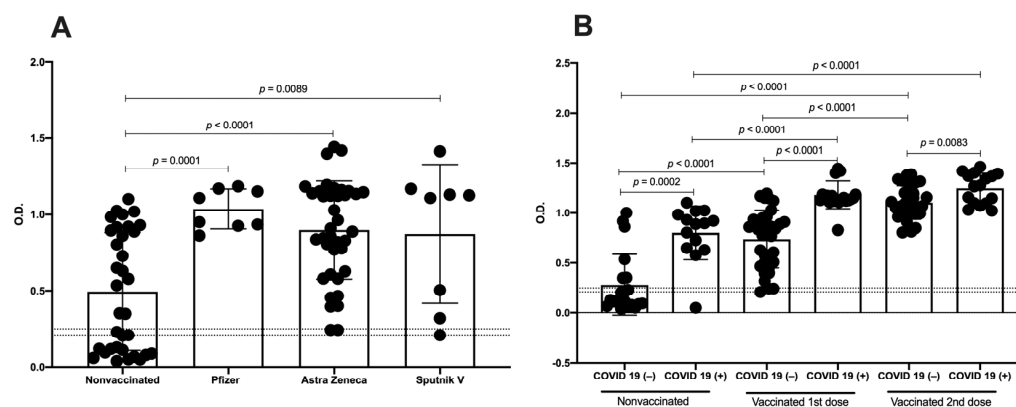 A
B
2.0
p = 0.0089
p < 0.0001
1.5
p = 0.0001
O.D.
1.0
0.5
0.0
Nonvaccinated Pfizer Astra Zeneca Sputnik V
2.5
p < 0.0001
p < 0.0001
2.0
p < 0.0001
p < 0.0001
p < 0.0001 p < 0.0001 p = 0.0083
1.5
p = 0.0002
O.D.
1.0
0.5
0.0
-0.5
COVID 19 (–) COVID 19 (+) COVID 19 (–) COVID 19 (+) COVID 19 (–) COVID 19 (+)
Nonvaccinated Vaccinated 1st dose Vaccinated 2nd dose